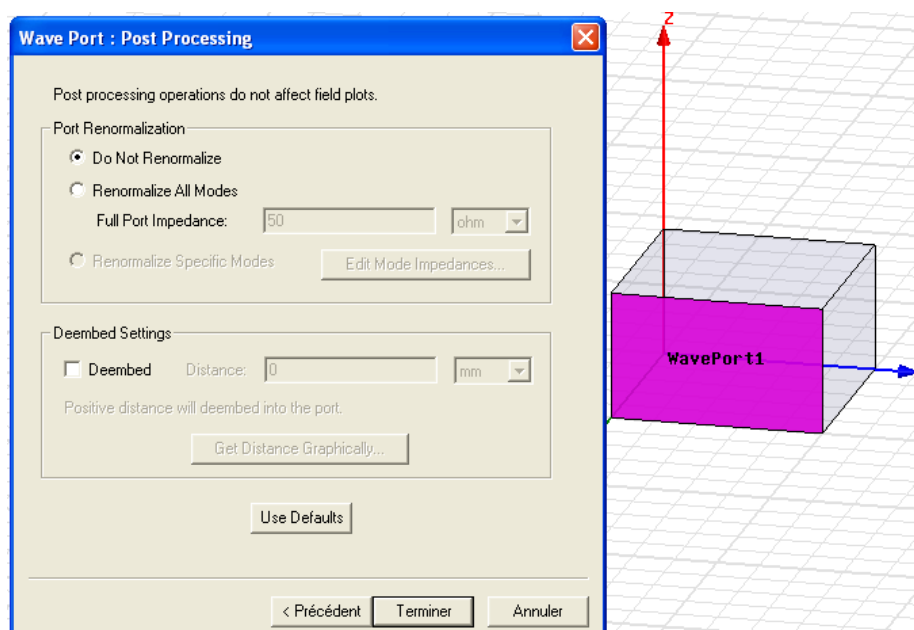 Wave Port : Post Processing
Post processing operations do not affect field plots.
Port Renormalization
Do Not Renormalize
Renormalize All Modes
Full Port Impedance: 50 ohm
Renormalize Specific Modes Edit Mode Impedances...
Deembed Settings
Deembed Distance: 0 mm
Positive distance will deembed into the port.
Get Distance Graphically...
Use Defaults
< Précédent Terminer Annuler
Z
WavePort1